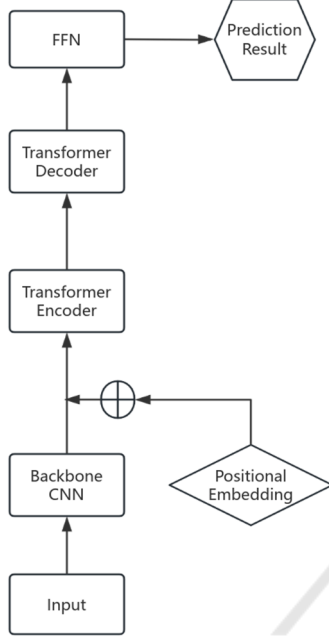 FFN
Prediction
Result
Transformer
Decoder
Transformer
Encoder
Backbone
CNN
Positional
Embedding
Input